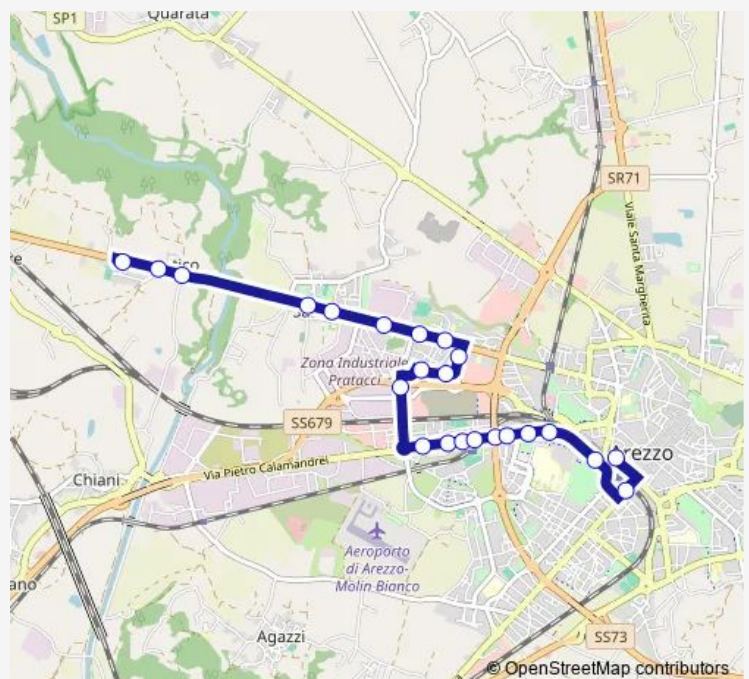 SP1
Quarata
SR71
Viale Santa Margherita
Zona Industriale
Pratacci
SS679
Via Pietro Calamandrei
Chiani
Arezzo
Aeroporto
di Arezzo-
Molin Bianco
Agazzi
SS73
© OpenStreetMap contributors